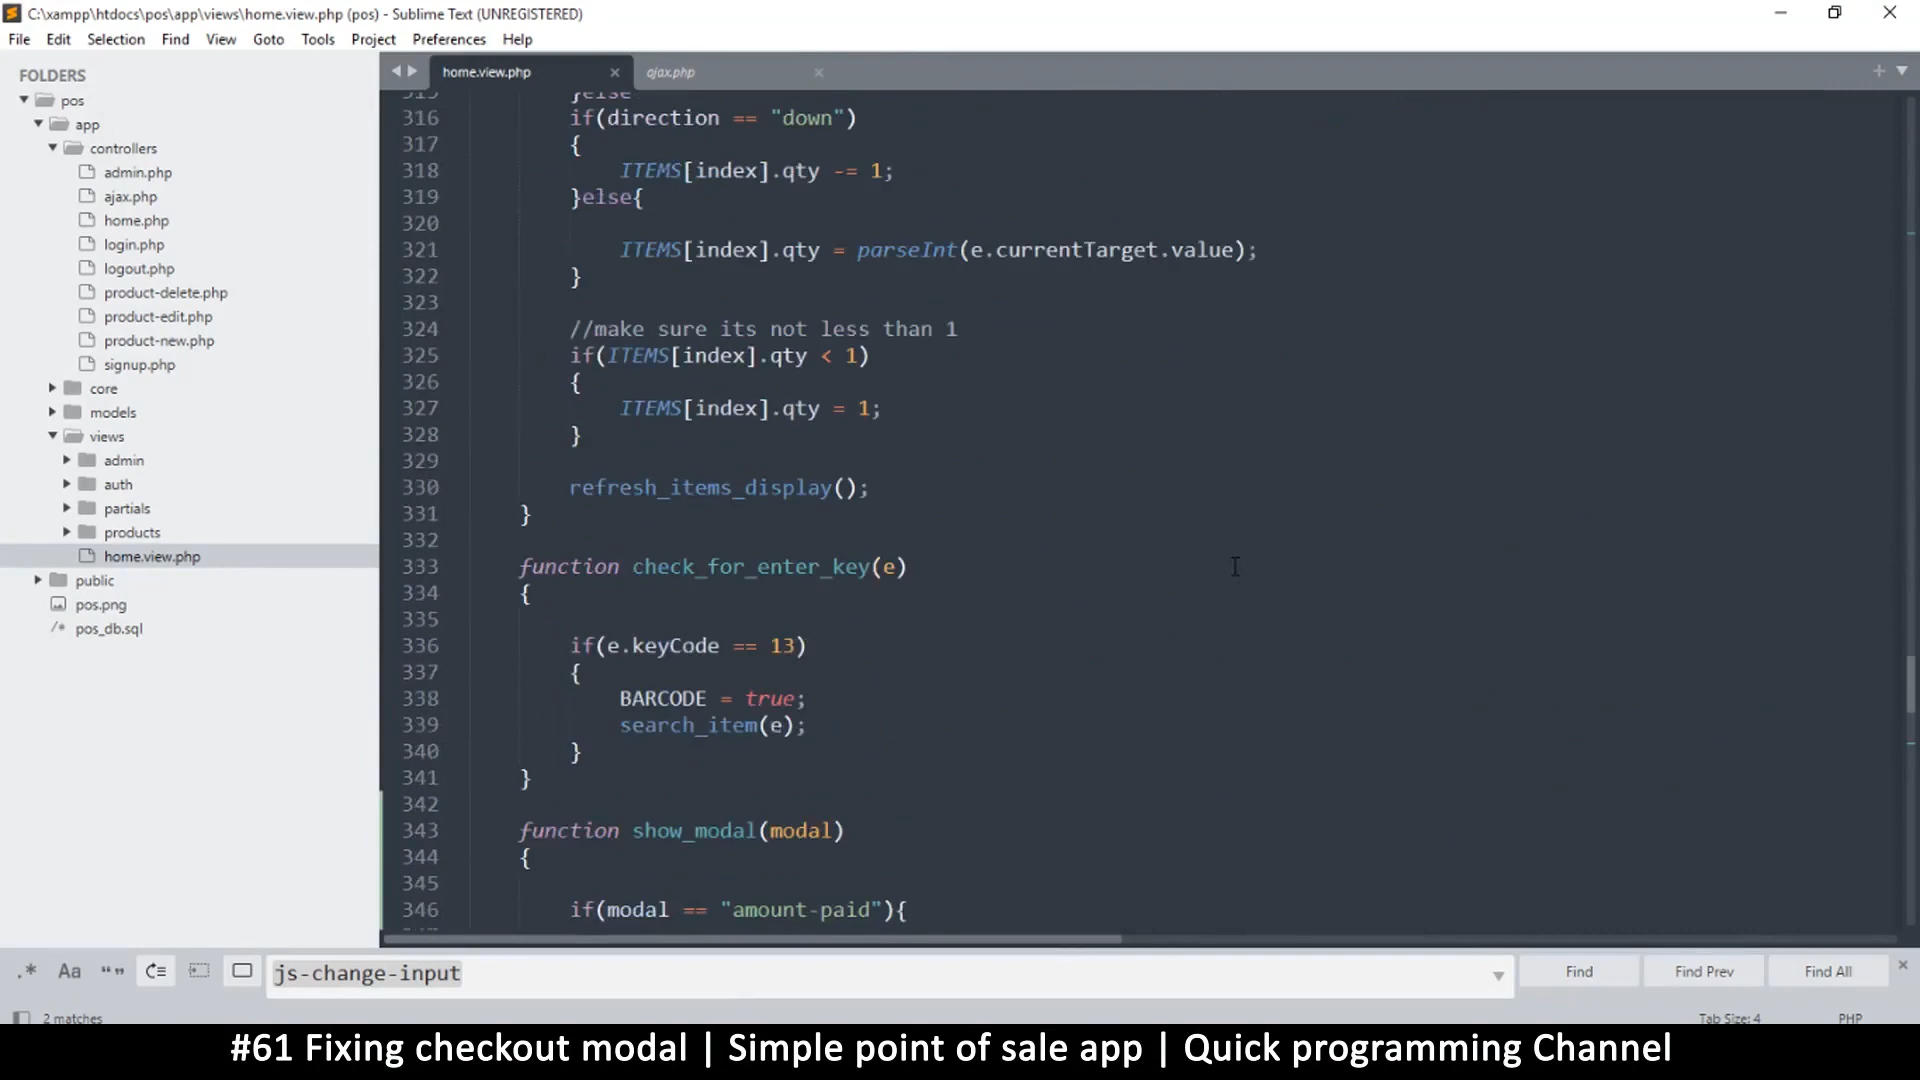 C:\xampp\htdocs\pos\app\views\home.view.php (pos) - Sublime Text (UNREGISTERED)
File Edit Selection Find View Goto Tools Project Preferences Help
FOLDERS
pos
app
controllers
admin.php
ajax.php
home.php
login.php
logout.php
product-delete.php
product-edit.php
product-new.php
signup.php
core
models
views
admin
auth
partials
products
home.view.php
public
pos.png
/* pos_db.sql
home.view.php × ajax.php ×
315 }else
316 if(direction == "down")
317 {
318 ITEMS[index].qty -= 1;
319 }else{
320
321 ITEMS[index].qty = parseInt(e.currentTarget.value);
322 }
323
324 //make sure its not less than 1
325 if(ITEMS[index].qty < 1)
326 {
327 ITEMS[index].qty = 1;
328 }
329
330 refresh_items_display();
331 }
332
333 function check_for_enter_key(e)
334 {
335
336 if(e.keyCode == 13)
337 {
338 BARCODE = true;
339 search_item(e);
340 }
341 }
342
343 function show_modal(modal)
344 {
345
346 if(modal == "amount-paid"){
.* Aa “” js-change-input Find Find Prev Find All
2 matches Tab Size: 4 PHP
#61 Fixing checkout modal | Simple point of sale app | Quick programming Channel